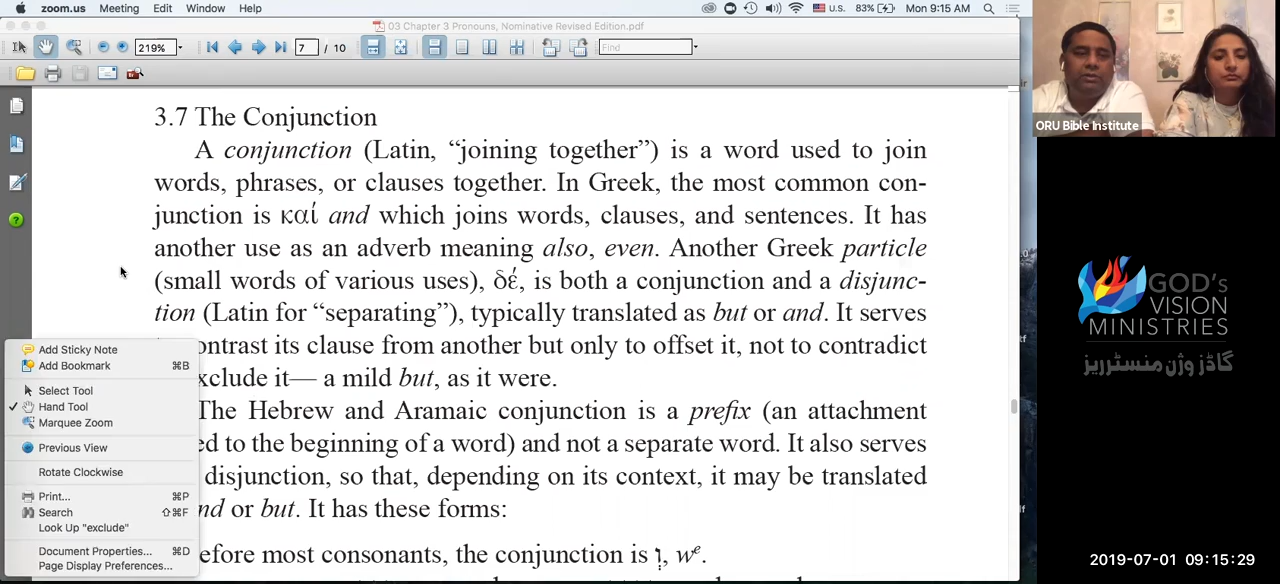 zoom.us Meeting Edit Window Help
U.S. 83% Mon 9:15 AM
03 Chapter 3 Pronouns, Nominative Revised Edition.pdf
219% 7 / 10 Find
3.7 The Conjunction
A conjunction (Latin, “joining together”) is a word used to join
words, phrases, or clauses together. In Greek, the most common con-
junction is καί and which joins words, clauses, and sentences. It has
another use as an adverb meaning also, even. Another Greek particle
(small words of various uses), δέ, is both a conjunction and a disjunc-
tion (Latin for “separating”), typically translated as but or and. It serves
ontrast its clause from another but only to offset it, not to contradict
xclude it— a mild but, as it were.
The Hebrew and Aramaic conjunction is a prefix (an attachment
ed to the beginning of a word) and not a separate word. It also serves
disjunction, so that, depending on its context, it may be translated
nd or but. It has these forms:
efore most consonants, the conjunction is וְ, wᵉ.
Add Sticky Note
Add Bookmark ⌘B
Select Tool
✓ Hand Tool
Marquee Zoom
Previous View
Rotate Clockwise
Print... ⌘P
Search ⇧⌘F
Look Up "exclude"
Document Properties... ⌘D
Page Display Preferences...
ORU Bible Institute
GOD's
VISION
MINISTRIES
گاڈز وژن منسٹریز
2019-07-01 09:15:29